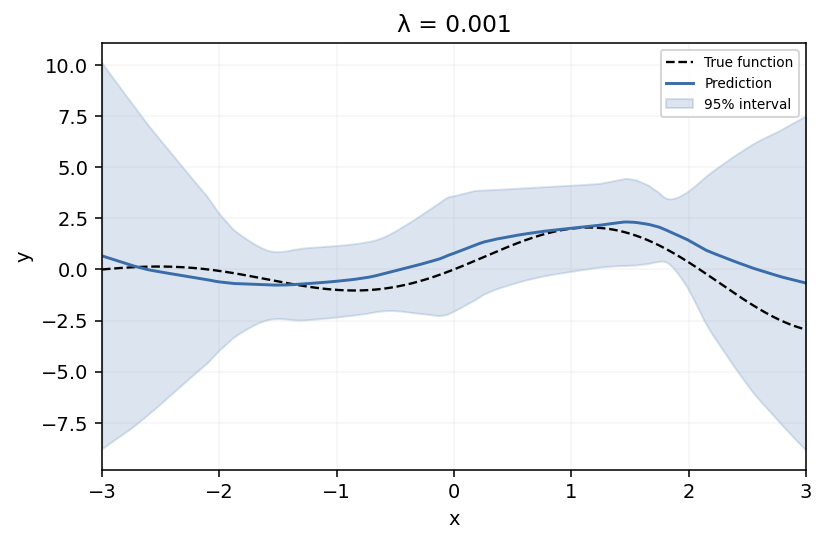 λ = 0.001
True function
Prediction
95% interval
10.0
7.5
5.0
2.5
0.0
−2.5
−5.0
−7.5
y
−3 −2 −1 0 1 2 3
x